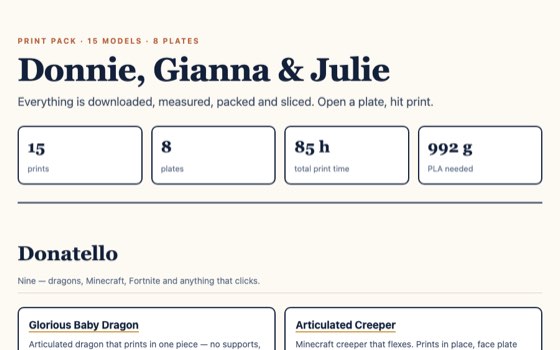 PRINT PACK · 15 MODELS · 8 PLATES
Donnie, Gianna & Julie
Everything is downloaded, measured, packed and sliced. Open a plate, hit print.
15
prints
8
plates
85 h
total print time
992 g
PLA needed
Donatello
Nine — dragons, Minecraft, Fortnite and anything that clicks.
Glorious Baby Dragon
Articulated dragon that prints in one piece — no supports,
Articulated Creeper
Minecraft creeper that flexes. Prints in place, face plate